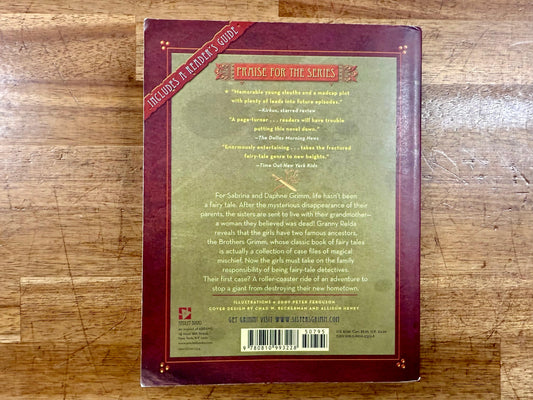 INCLUDES A READER'S GUIDE
PRAISE FOR THE SERIES
★ "Memorable young sleuths and a madcap plot
with plenty of leads into future episodes."
—Kirkus, starred review
"A page-turner . . . readers will have trouble
putting this novel down."
—The Dallas Morning News
"Enormously entertaining . . . takes the fractured
fairy-tale genre to new heights."
—Time Out New York Kids
For Sabrina and Daphne Grimm, life hasn't been
a fairy tale. After the mysterious disappearance of their
parents, the sisters are sent to live with their grandmother—
a woman they believed was dead! Granny Relda
reveals that the girls have two famous ancestors,
the Brothers Grimm, whose classic book of fairy tales
is actually a collection of case files of magical
mischief. Now the girls must take on the family
responsibility of being fairy-tale detectives.
Their first case? A roller-coaster ride of an adventure to
stop a giant from destroying their new hometown.
ILLUSTRATIONS BY PETER FERGUSON
COVER DESIGN BY CHAD W. BECKERMAN AND ALLISON HENRY
GET GRIMM! VISIT WWW.SISTERSGRIMM.COM
50795
9 780810 993228